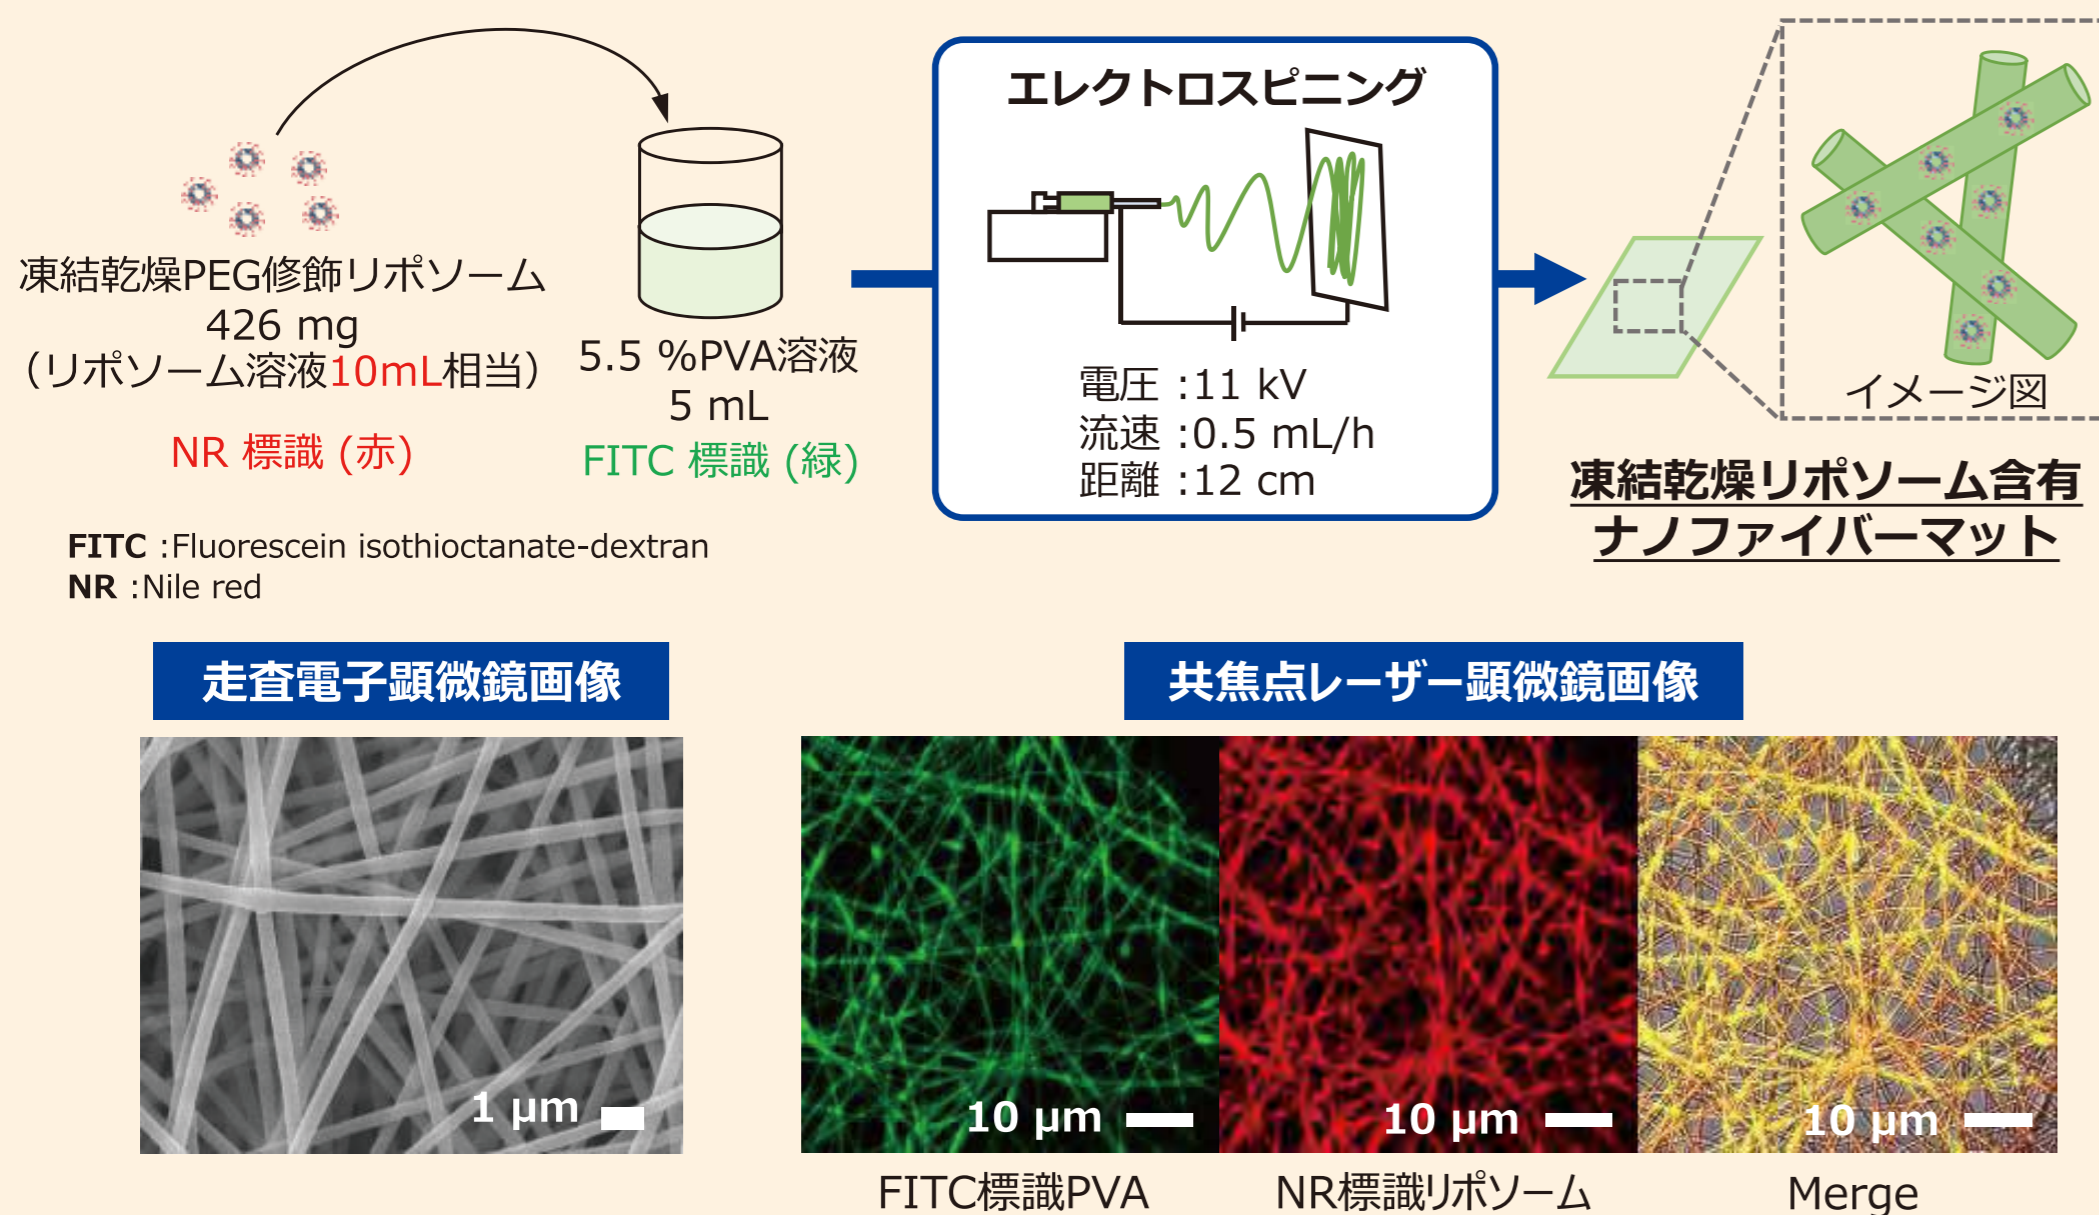 凍結乾燥PEG修飾リポソーム
426 mg
（リポソーム溶液10mL相当）
NR 標識 (赤)
5.5 %PVA溶液
5 mL
FITC 標識 (緑)
エレクトロスピニング
電圧 :11 kV
流速 :0.5 mL/h
距離 :12 cm
イメージ図
凍結乾燥リポソーム含有
ナノファイバーマット
FITC :Fluorescein isothioctanate-dextran
NR :Nile red
走査電子顕微鏡画像
1 μm
共焦点レーザー顕微鏡画像
10 μm
10 μm
10 μm
FITC標識PVA
NR標識リポソーム
Merge